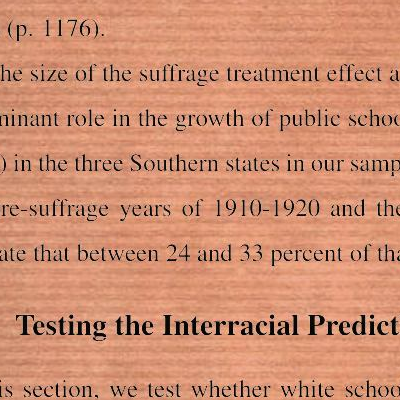 (p. 1176).
he size of the suffrage treatment effect a
minant role in the growth of public schoo
) in the three Southern states in our samp
re-suffrage years of 1910-1920 and the
ate that between 24 and 33 percent of tha
Testing the Interracial Predict
is section, we test whether white schoo